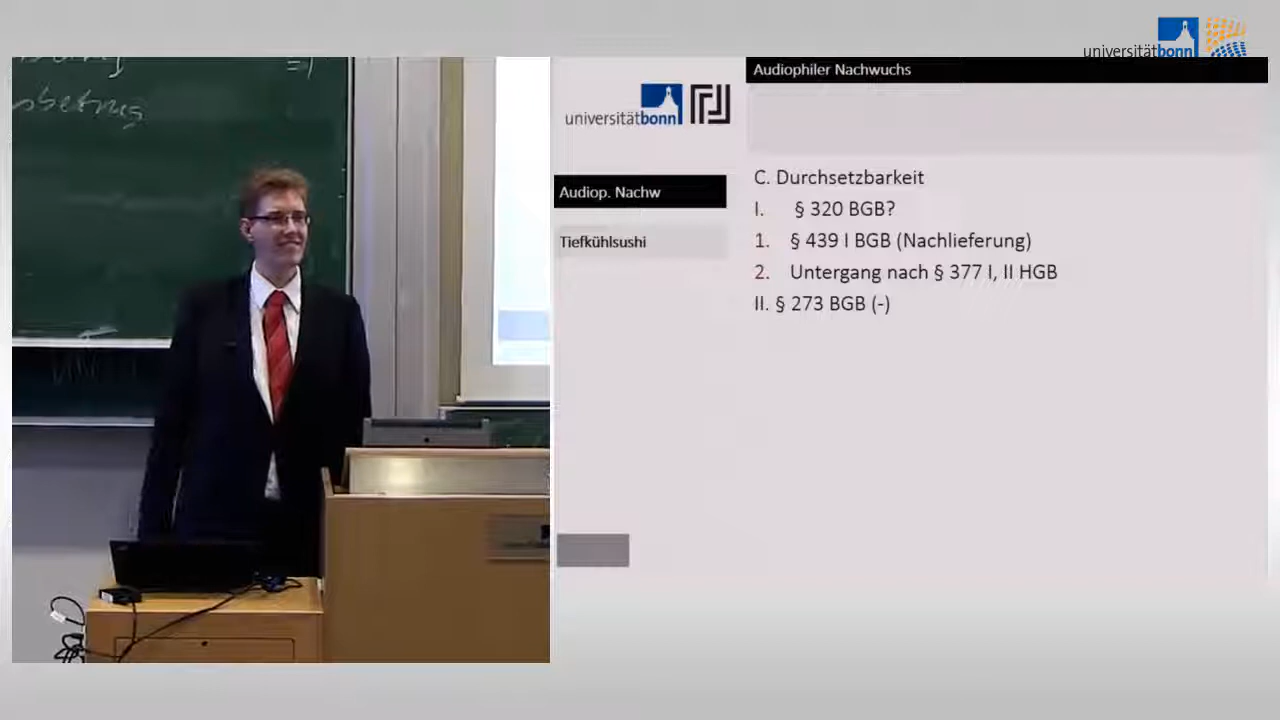 universitätbonn
Audiophiler Nachwuchs
universitätbonn
Audiop. Nachw
Tiefkühlsushi
C. Durchsetzbarkeit
I. § 320 BGB?
1. § 439 I BGB (Nachlieferung)
2. Untergang nach § 377 I, II HGB
II. § 273 BGB (-)